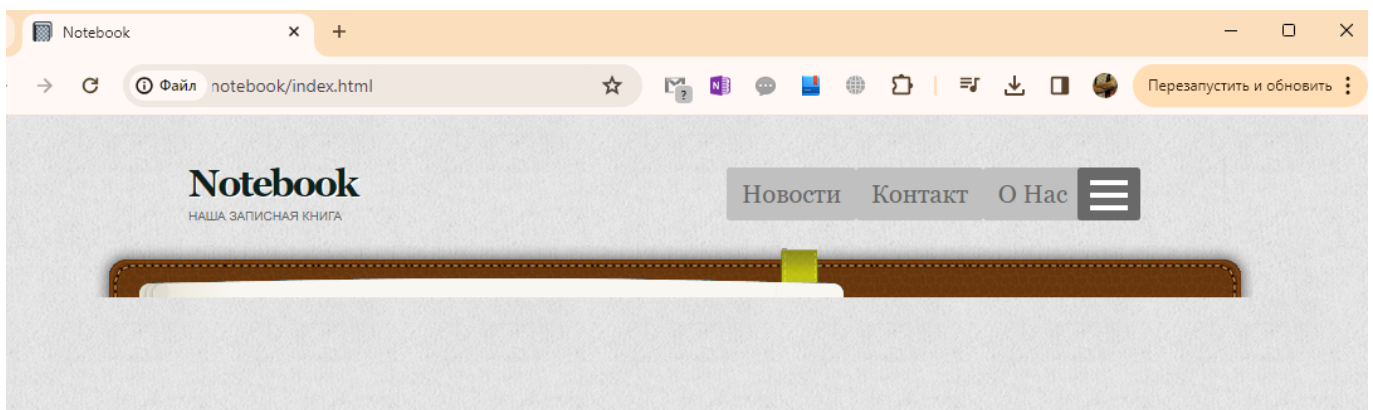 Notebook
Файл notebook/index.html
?
N
Перезапустить и обновить
Notebook
НАША ЗАПИСНАЯ КНИГА
Новости Контакт О Нас